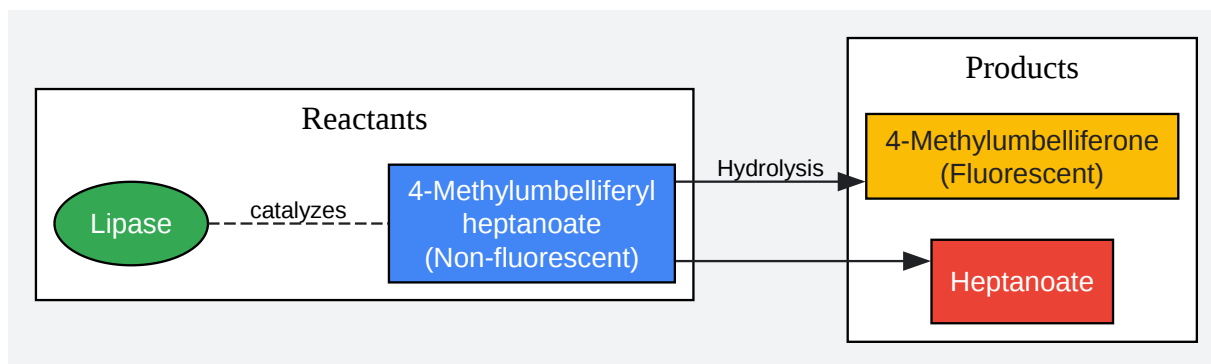 Reactants
Lipase
catalyzes
4-Methylumbelliferyl
heptanoate
(Non-fluorescent)
Hydrolysis
Products
4-Methylumbelliferone
(Fluorescent)
Heptanoate